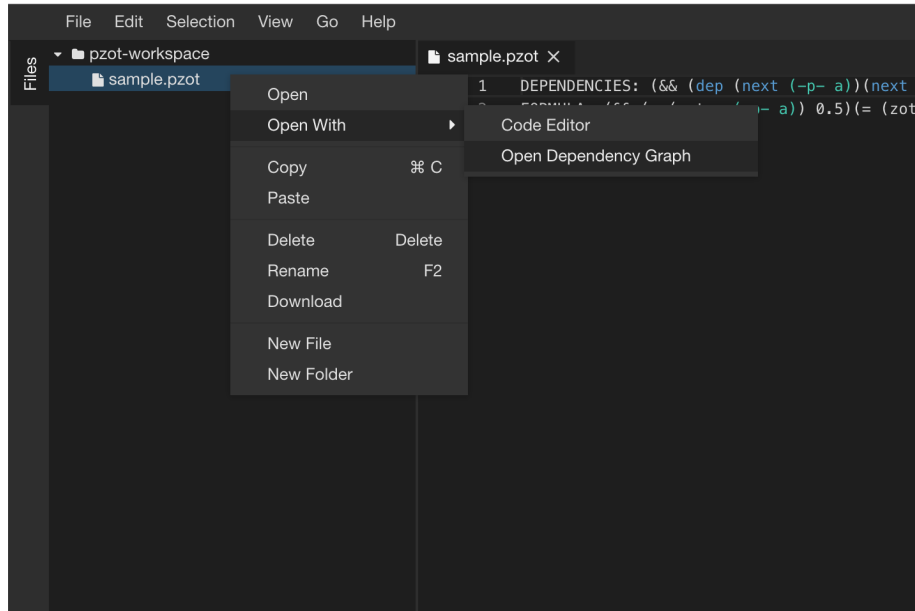 File Edit Selection View Go Help
Files
pzot-workspace
sample.pzot
sample.pzot
1 DEPENDENCIES: (&& (dep (next (-p- a))(next
a)) 0.5)(= (zot
Open
Open With
Code Editor
Open Dependency Graph
Copy ⌘ C
Paste
Delete Delete
Rename F2
Download
New File
New Folder